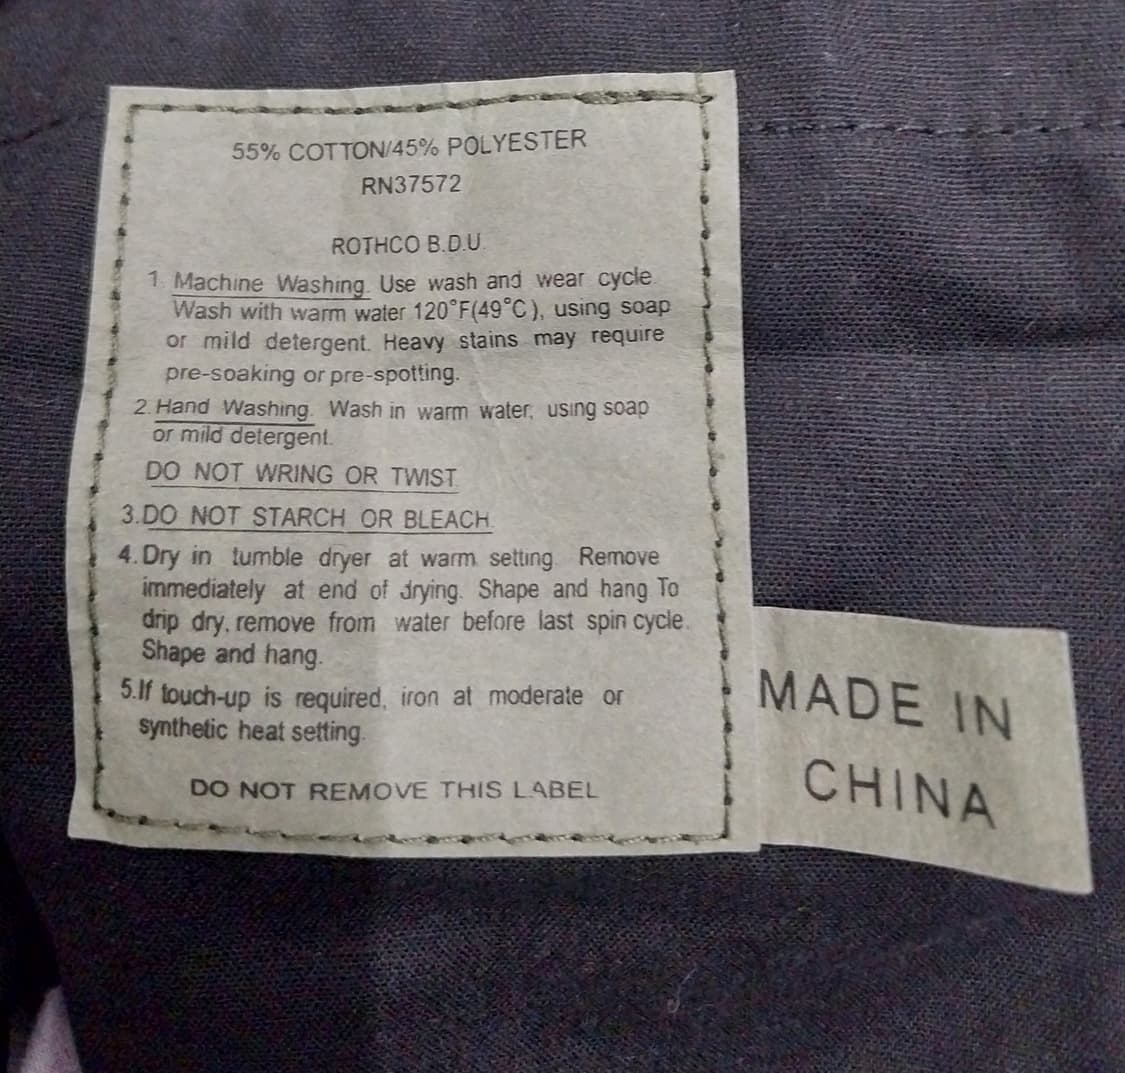 55% COTTON/45% POLYESTER
RN37572
ROTHCO B.D.U.
1. Machine Washing. Use wash and wear cycle
Wash with warm water 120°F(49°C), using soap
or mild detergent. Heavy stains may require
pre-soaking or pre-spotting.
2. Hand Washing. Wash in warm water, using soap
or mild detergent.
DO NOT WRING OR TWIST
3.DO NOT STARCH OR BLEACH.
4. Dry in tumble dryer at warm setting. Remove
immediately at end of drying. Shape and hang To
drip dry, remove from water before last spin cycle.
Shape and hang.
5.If touch-up is required, iron at moderate or
synthetic heat setting.
DO NOT REMOVE THIS LABEL
MADE IN
CHINA